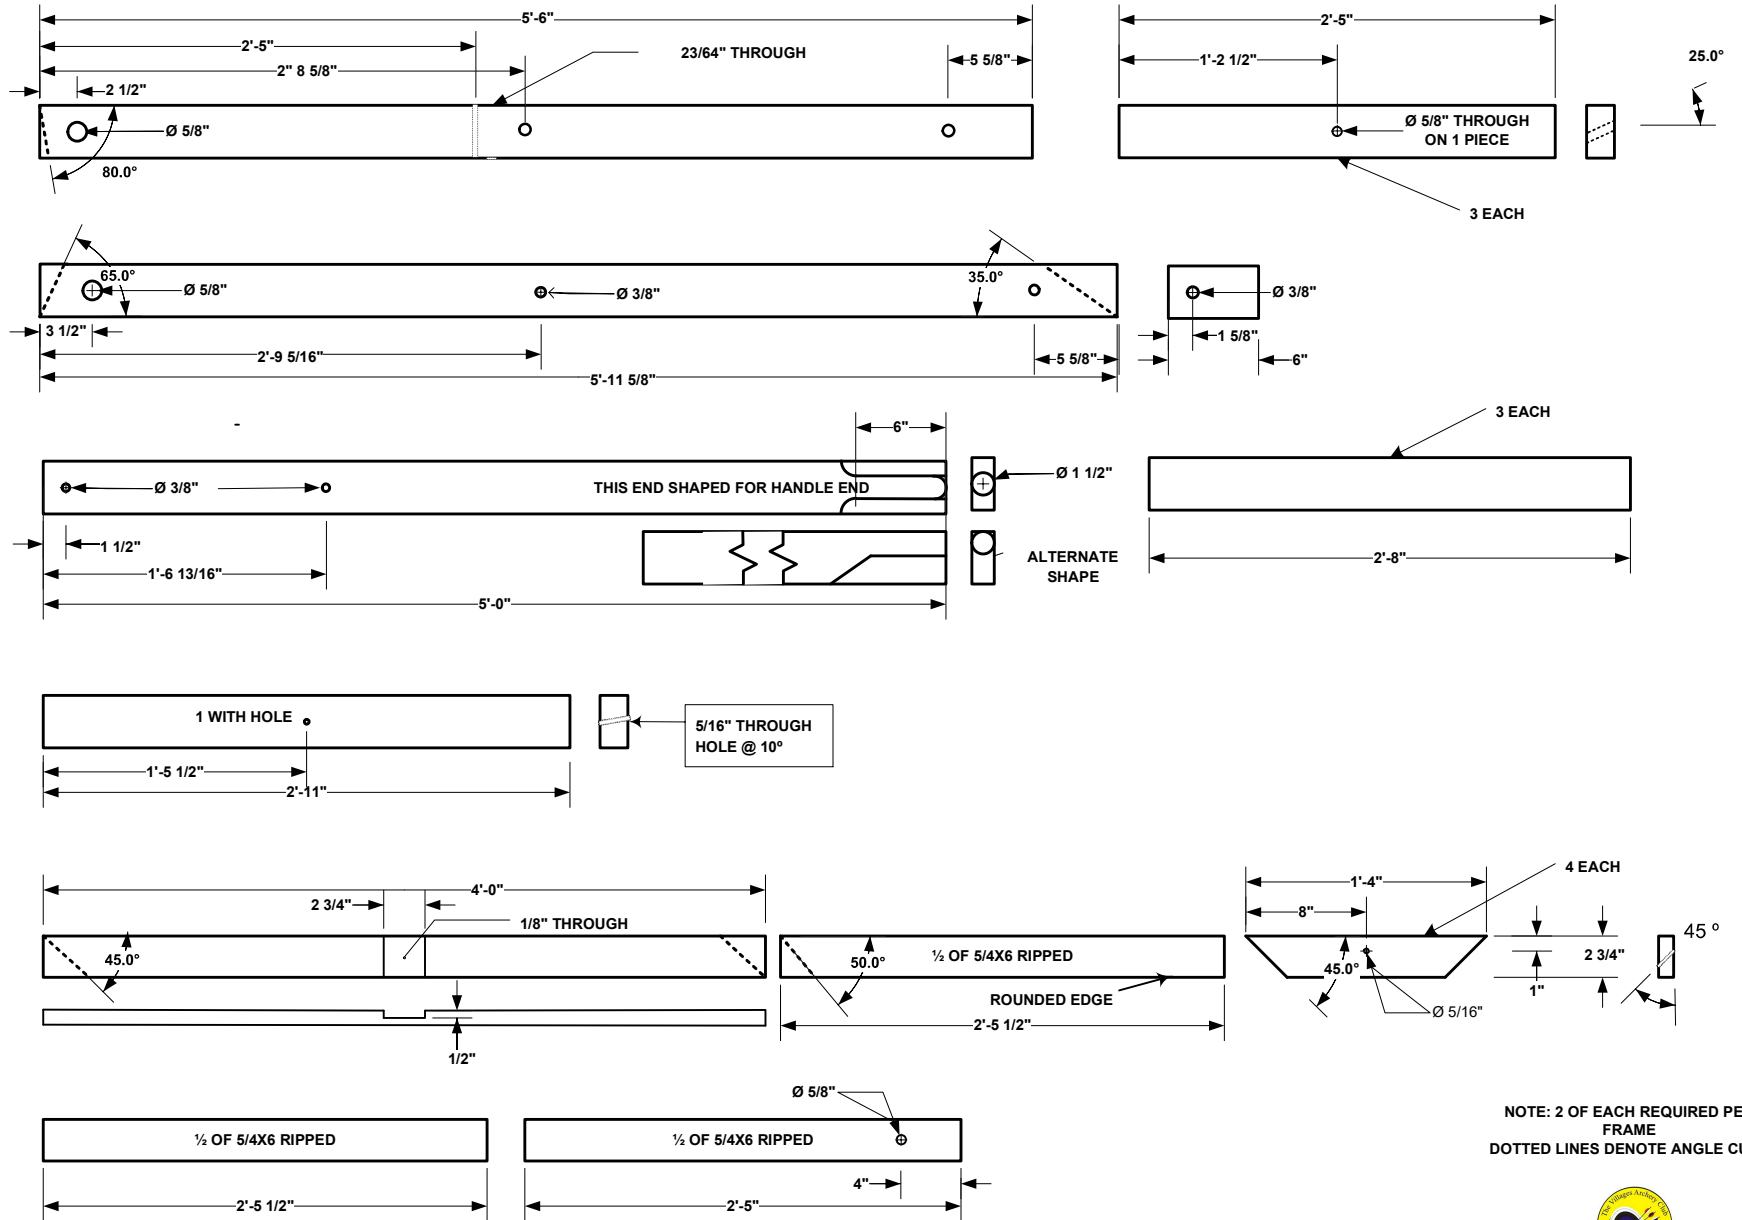 5'-6"
2'-5"
2'-5"
23/64" THROUGH
2" 8 5/8"
5 5/8"
1'-2 1/2"
25.0°
2 1/2"
Ø 5/8"
Ø 5/8" THROUGH
ON 1 PIECE
80.0°
3 EACH
65.0°
35.0°
Ø 5/8"
Ø 3/8"
Ø 3/8"
3 1/2"
1 5/8"
2'-9 5/16"
5 5/8"
6"
5'-11 5/8"
3 EACH
-
6"
Ø 3/8"
THIS END SHAPED FOR HANDLE END
Ø 1 1/2"
1 1/2"
ALTERNATE
SHAPE
2'-8"
1'-6 13/16"
5'-0"
1 WITH HOLE
5/16" THROUGH
HOLE @ 10º
1'-5 1/2"
2'-11"
4 EACH
4'-0"
1'-4"
2 3/4"
8"
1/8" THROUGH
45 º
45.0°
50.0°
½ OF 5/4X6 RIPPED
45.0°
2 3/4"
1"
ROUNDED EDGE
Ø 5/16"
2'-5 1/2"
1/2"
Ø 5/8"
½ OF 5/4X6 RIPPED
½ OF 5/4X6 RIPPED
4"
2'-5 1/2"
2'-5"
NOTE: 2 OF EACH REQUIRED PE
FRAME
DOTTED LINES DENOTE ANGLE CU
The Villages Archery Club